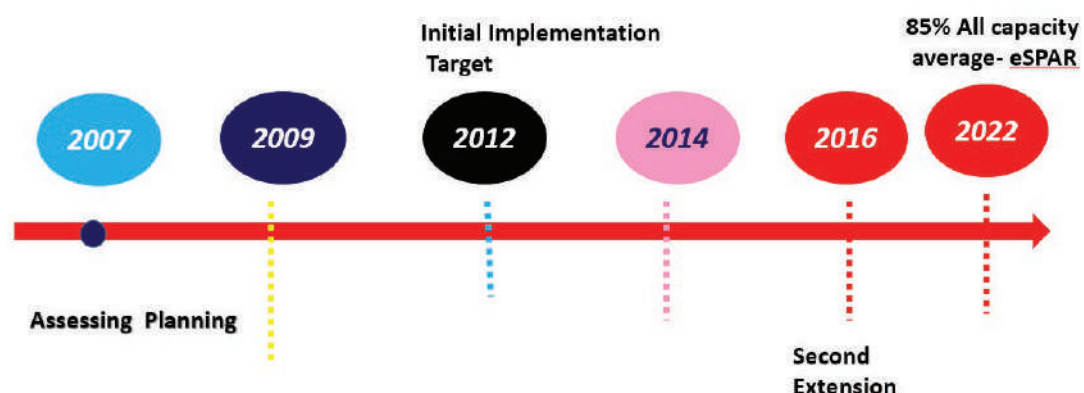 Initial Implementation
Target
85% All capacity
average- eSPAR
2007
2009
2012
2014
2016
2022
Assessing Planning
Second
Extension